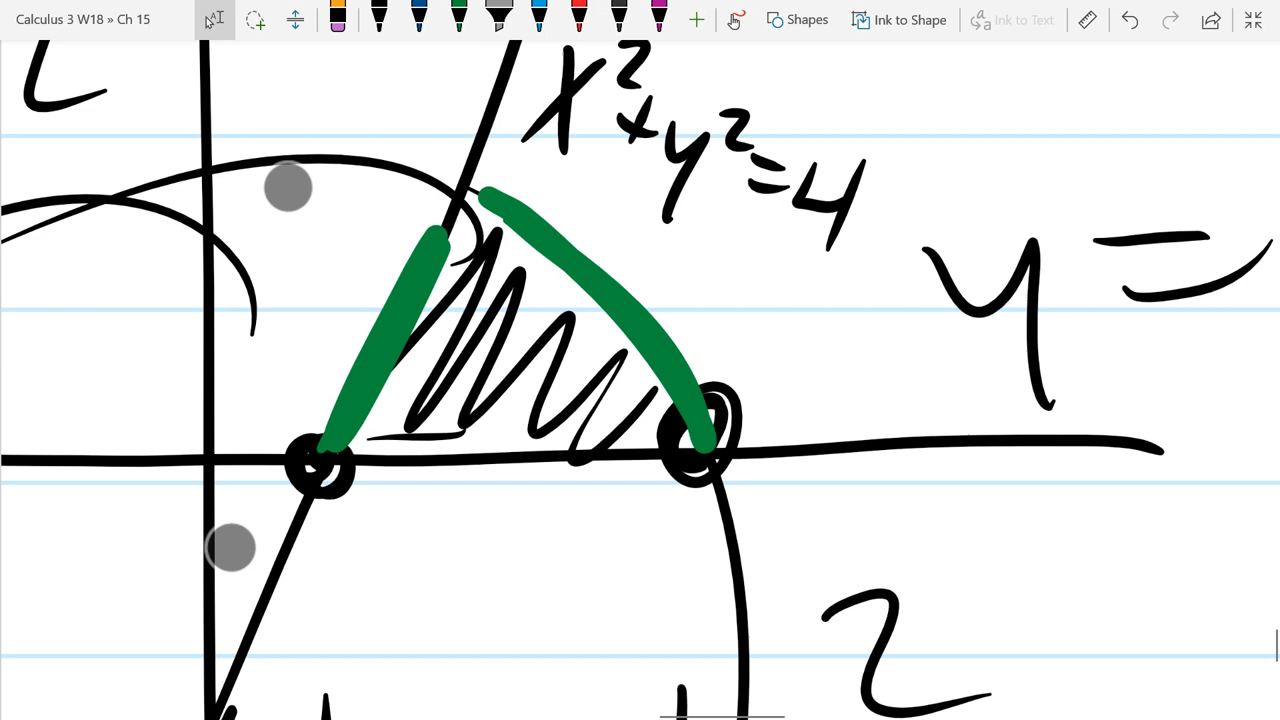 Calculus 3 W18 » Ch 15
Shapes
Ink to Shape
Ink to Text
x²+y²=4
y =
2